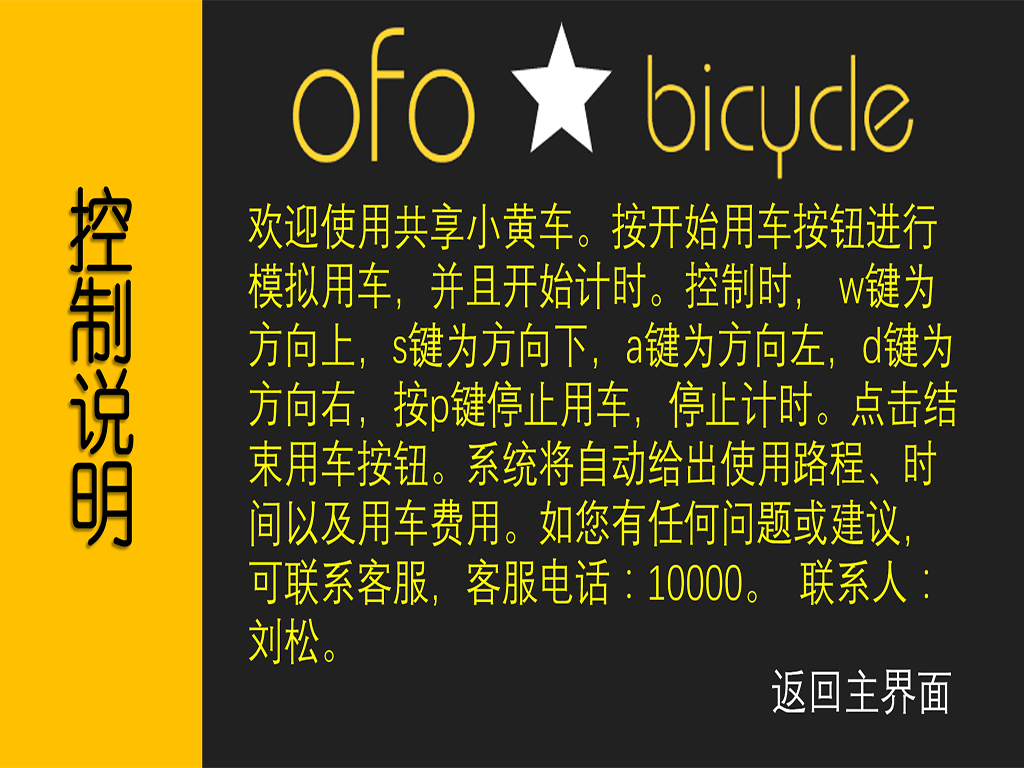 控制说明
ofo ★ bicycle
欢迎使用共享小黄车。按开始用车按钮进行
模拟用车，并且开始计时。控制时， w键为
方向上，s键为方向下，a键为方向左，d键为
方向右，按p键停止用车，停止计时。点击结
束用车按钮。系统将自动给出使用路程、时
间以及用车费用。如您有任何问题或建议，
可联系客服，客服电话：10000。 联系人：
刘松。
返回主界面